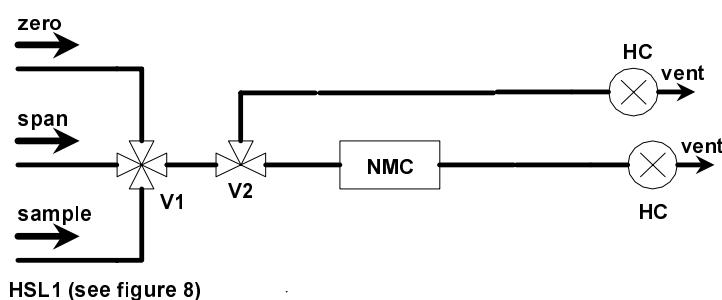 zero
HC
vent
span
vent
NMC
V1
V2
sample
HC
HSL1 (see figure 8)